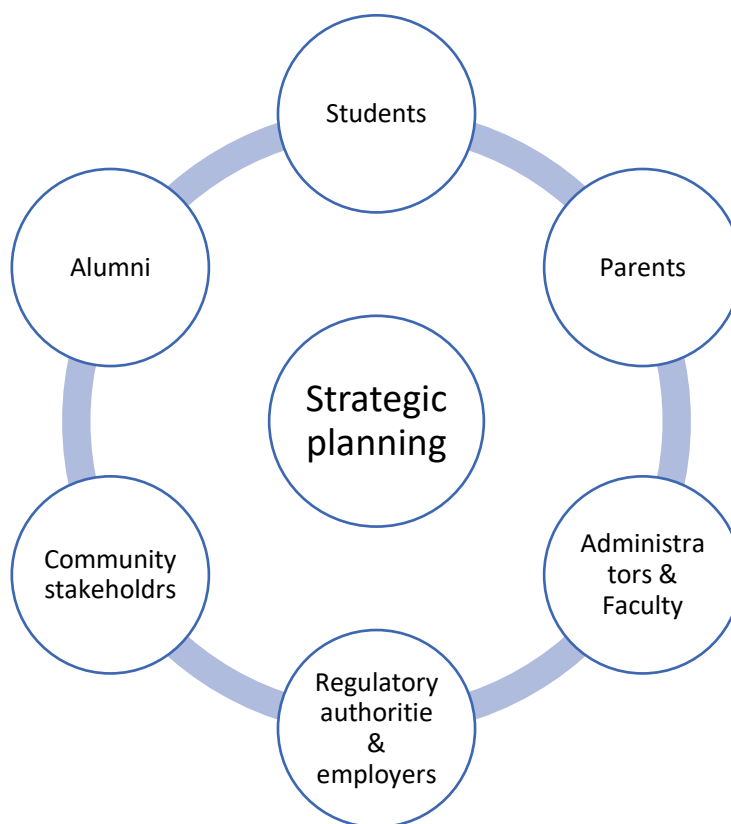 Students
Alumni
Parents
Strategic
planning
Community
stakeholdrs
Administra
tors &
Faculty
Regulatory
authoritie
&
employers